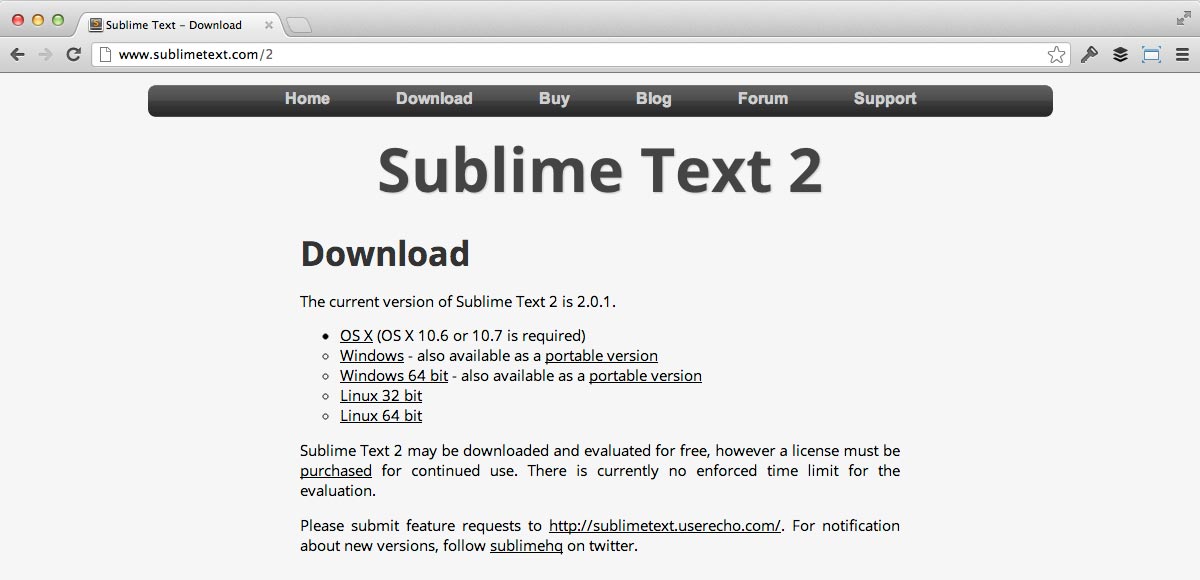 Sublime Text – Download
www.sublimetext.com/2
Home Download Buy Blog Forum Support
Sublime Text 2
Download
The current version of Sublime Text 2 is 2.0.1.
OS X (OS X 10.6 or 10.7 is required)
Windows - also available as a portable version
Windows 64 bit - also available as a portable version
Linux 32 bit
Linux 64 bit
Sublime Text 2 may be downloaded and evaluated for free, however a license must be
purchased for continued use. There is currently no enforced time limit for the
evaluation.
Please submit feature requests to http://sublimetext.userecho.com/. For notification
about new versions, follow sublimehq on twitter.